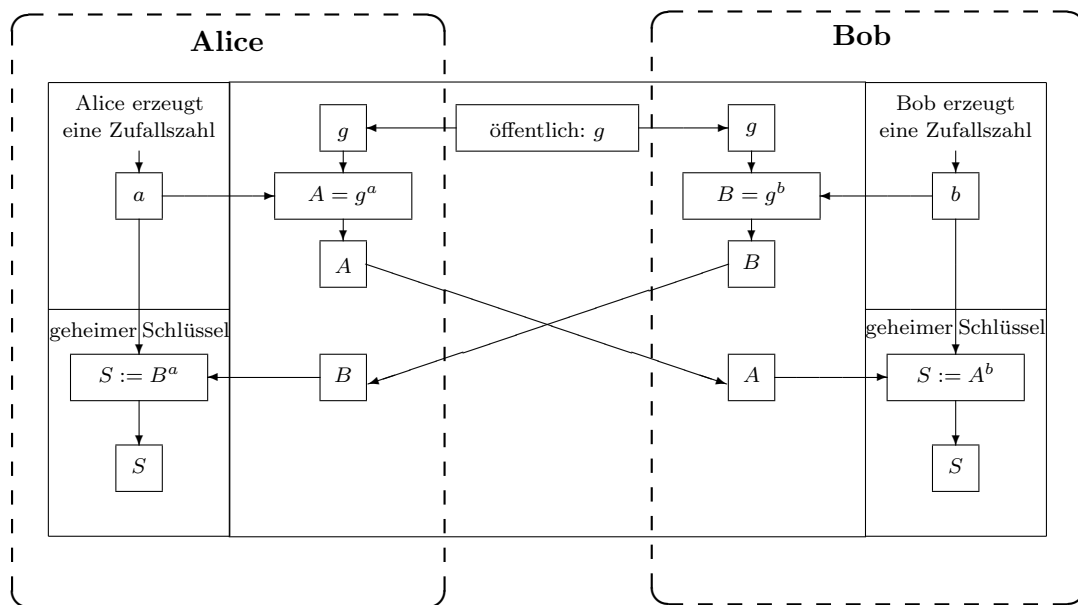 Alice
Bob
Alice erzeugt
eine Zufallszahl
g
öffentlich: g
g
Bob erzeugt
eine Zufallszahl
a
A = g^a
B = g^b
b
A
B
geheimer Schlüssel
geheimer Schlüssel
S := B^a
B
A
S := A^b
S
S